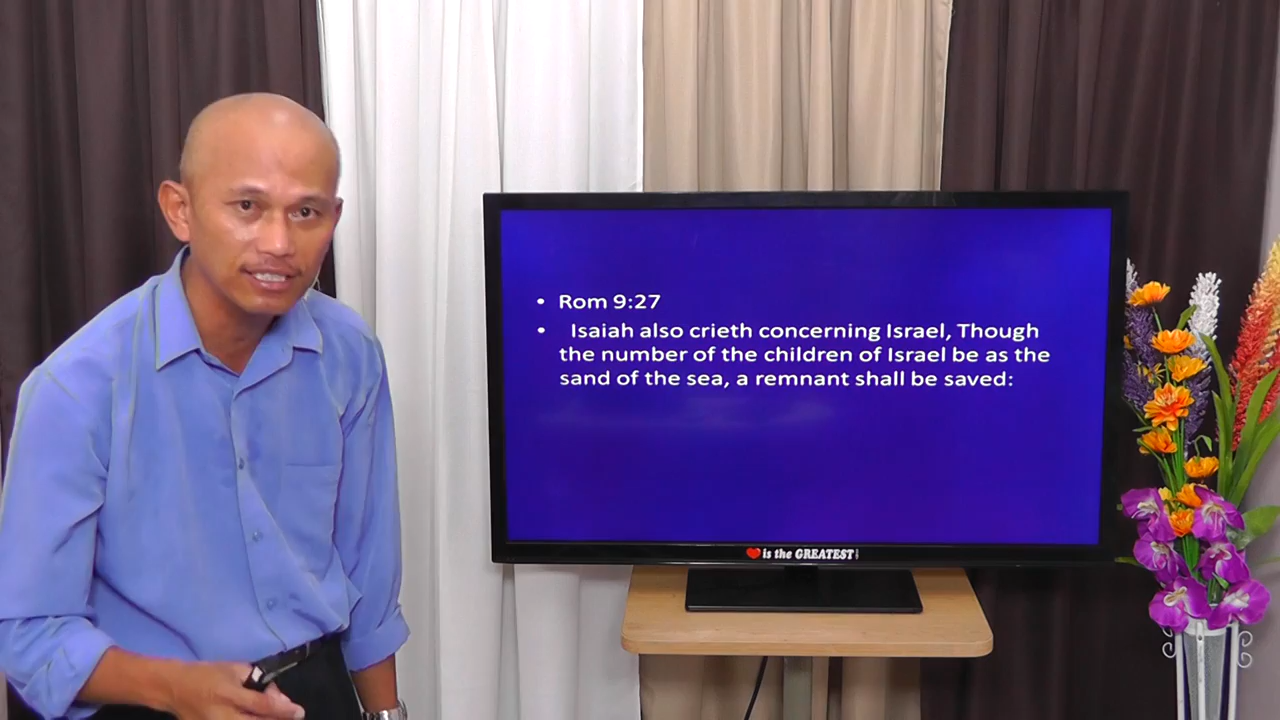 • Rom 9:27
• Isaiah also crieth concerning Israel, Though
the number of the children of Israel be as the
sand of the sea, a remnant shall be saved:
❤is the GREATEST!